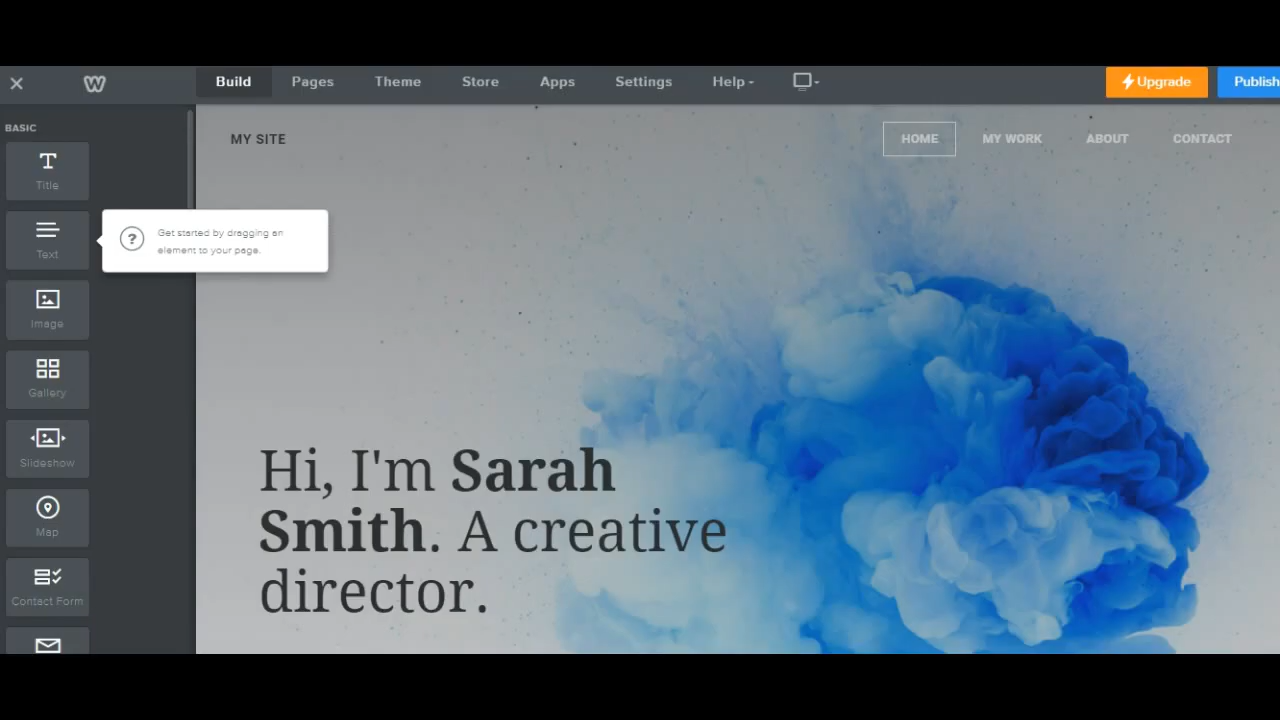 Build Pages Theme Store Apps Settings Help Upgrade Publish
BASIC
MY SITE HOME MY WORK ABOUT CONTACT
Title
Text
? Get started by dragging an
element to your page.
Image
Gallery
Slideshow
Map
Contact Form
Hi, I'm Sarah
Smith. A creative
director.